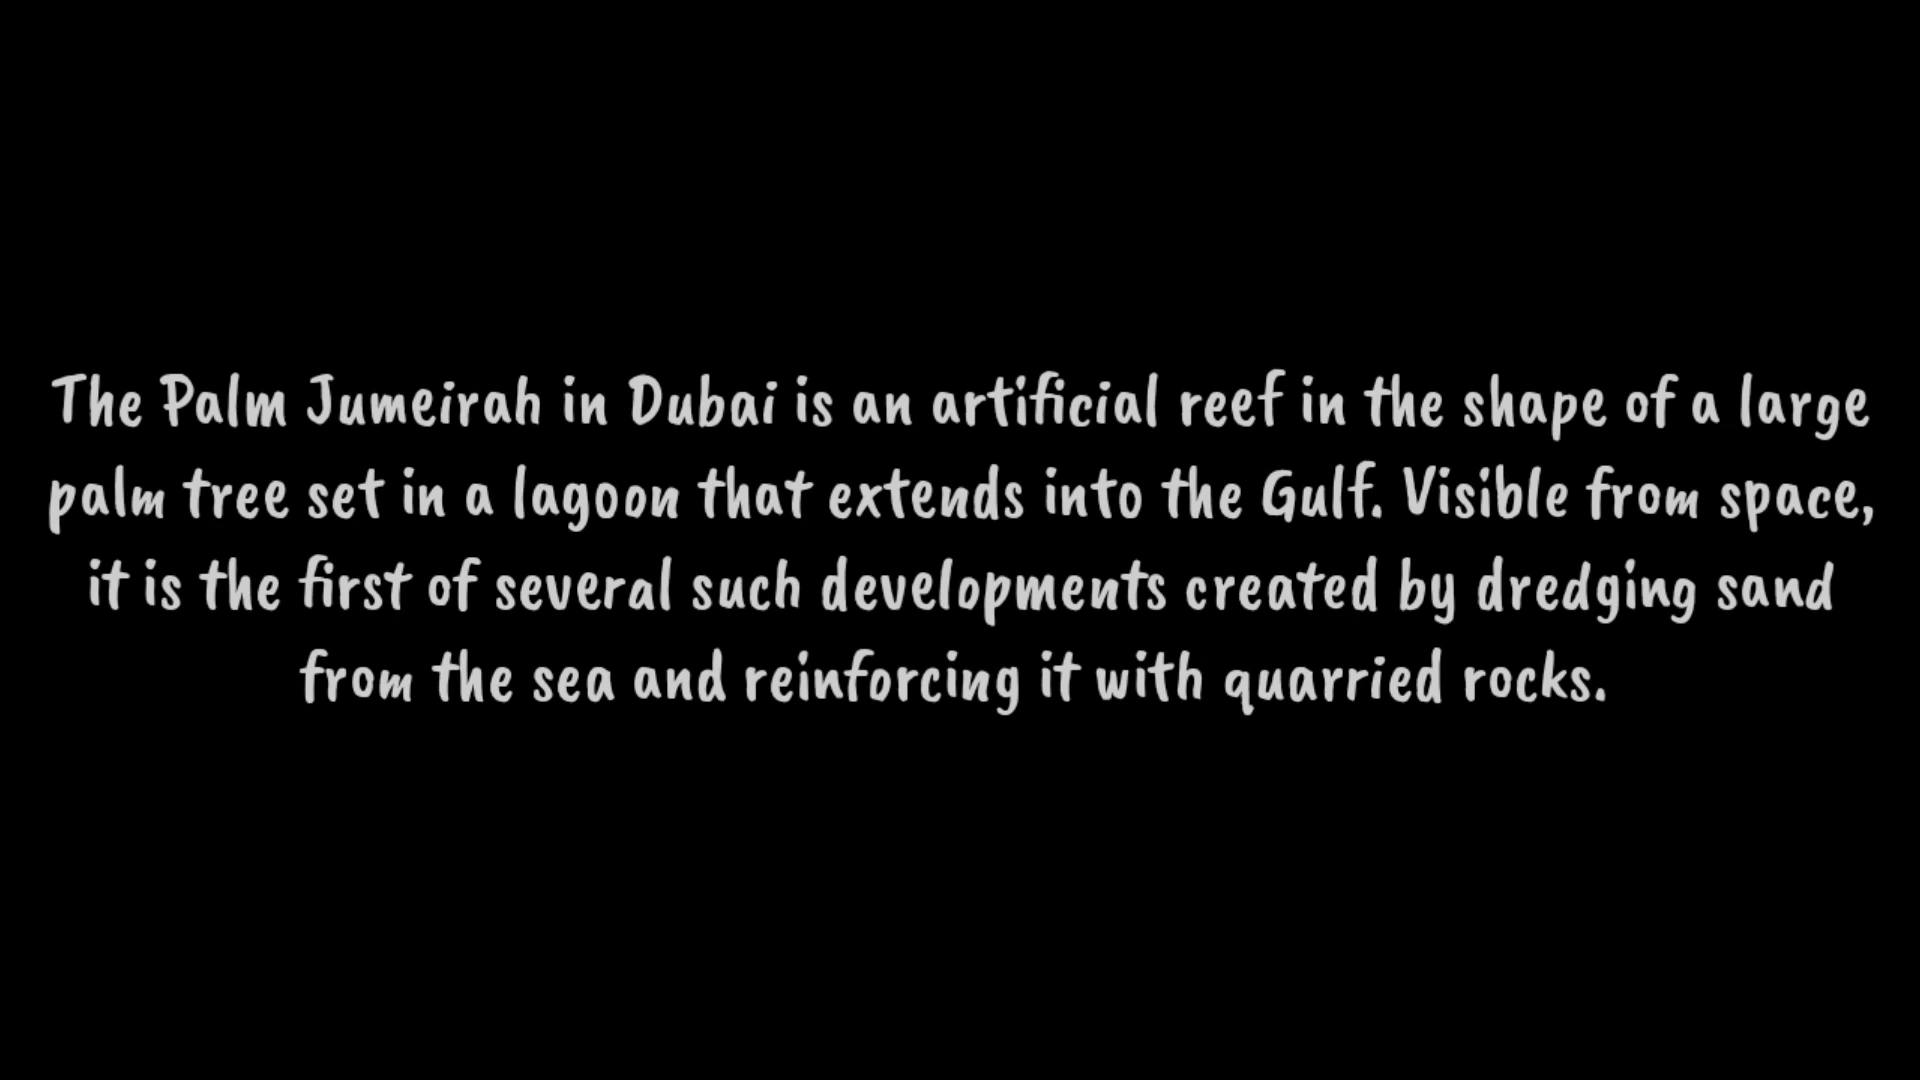 The Palm Jumeirah in Dubai is an artificial reef in the shape of a large
palm tree set in a lagoon that extends into the Gulf. Visible from space,
it is the first of several such developments created by dredging sand
from the sea and reinforcing it with quarried rocks.